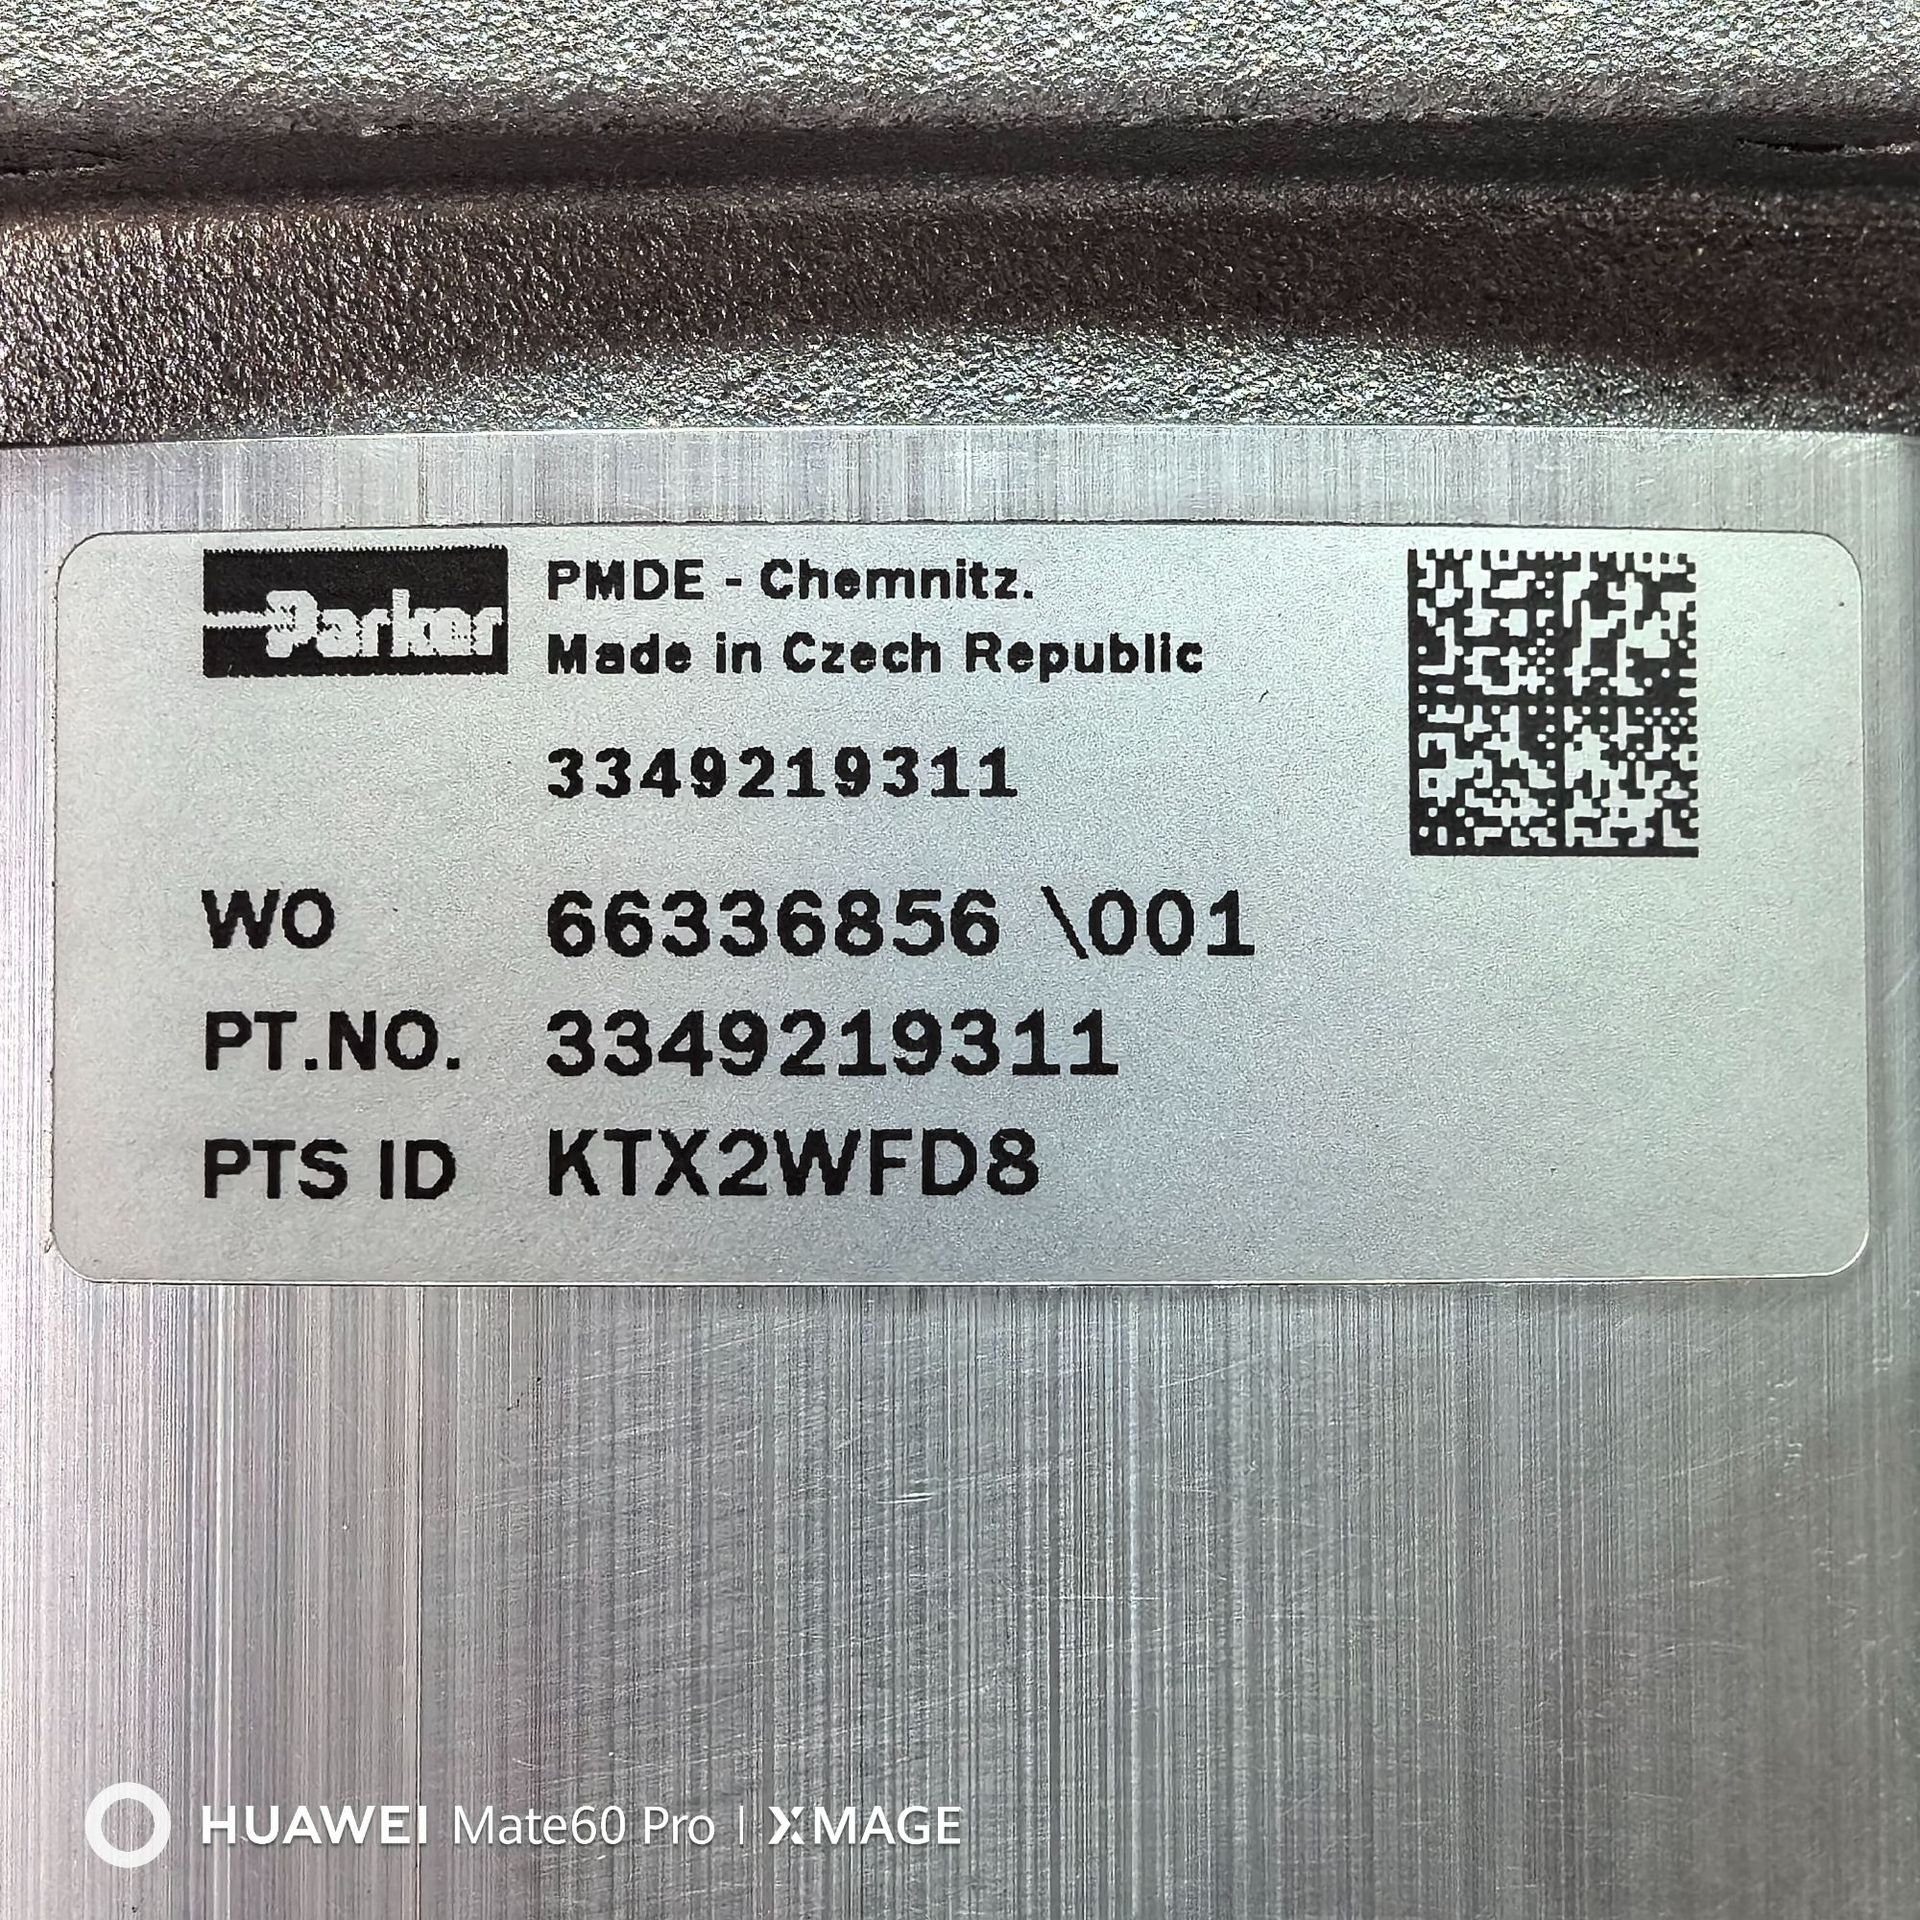 Parker
PMDE - Chemnitz.
Made in Czech Republic
3349219311
WO 66336856 \001
PT.NO. 3349219311
PTS ID KTX2WFD8
HUAWEI Mate60 Pro | XMAGE